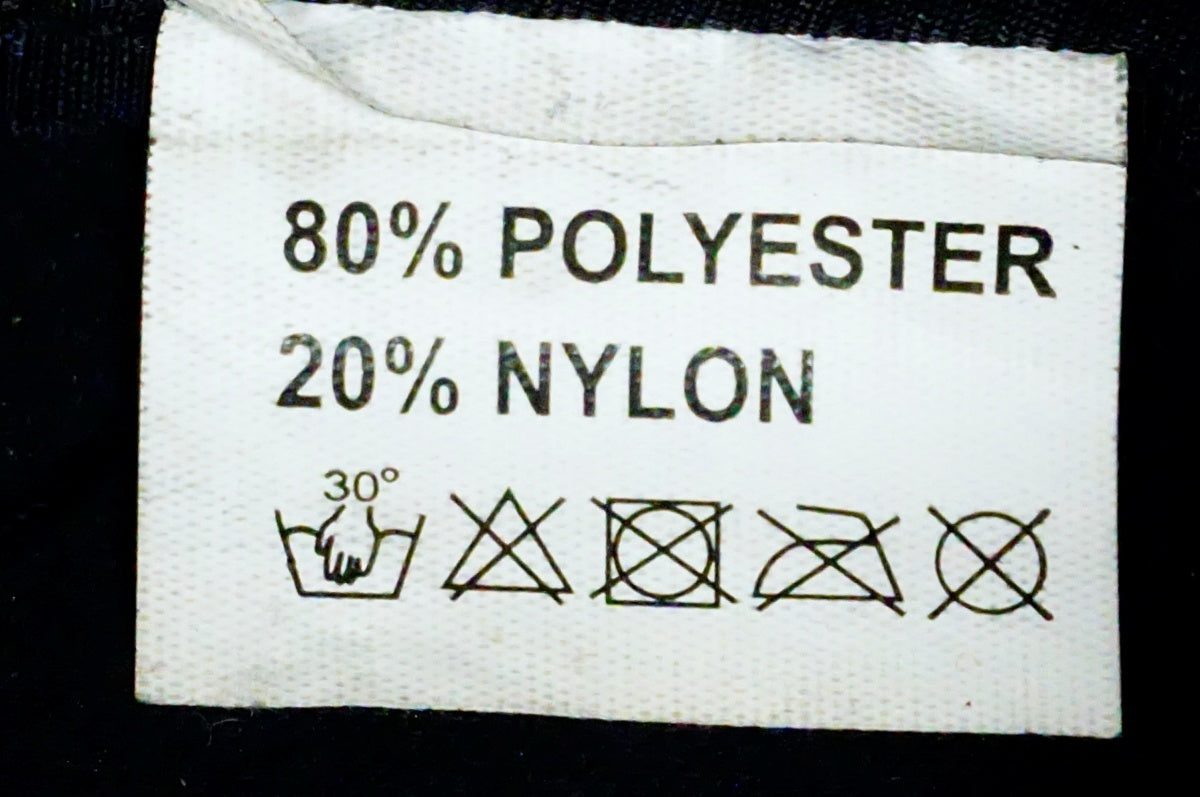 80% POLYESTER
20% NYLON
30°